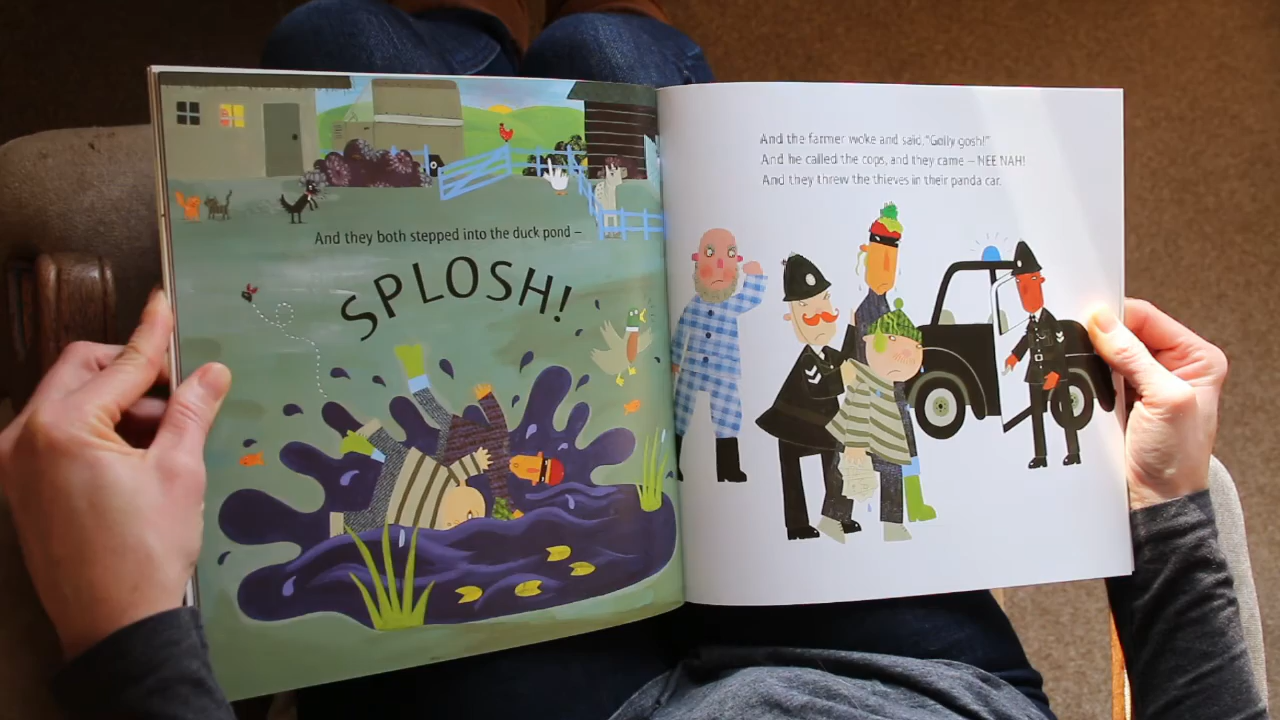 And they both stepped into the duck pond –
SPLOSH!
And the farmer woke and said, "Golly gosh!"
And he called the cops, and they came – NEE NAH!
And they threw the thieves in their panda car.